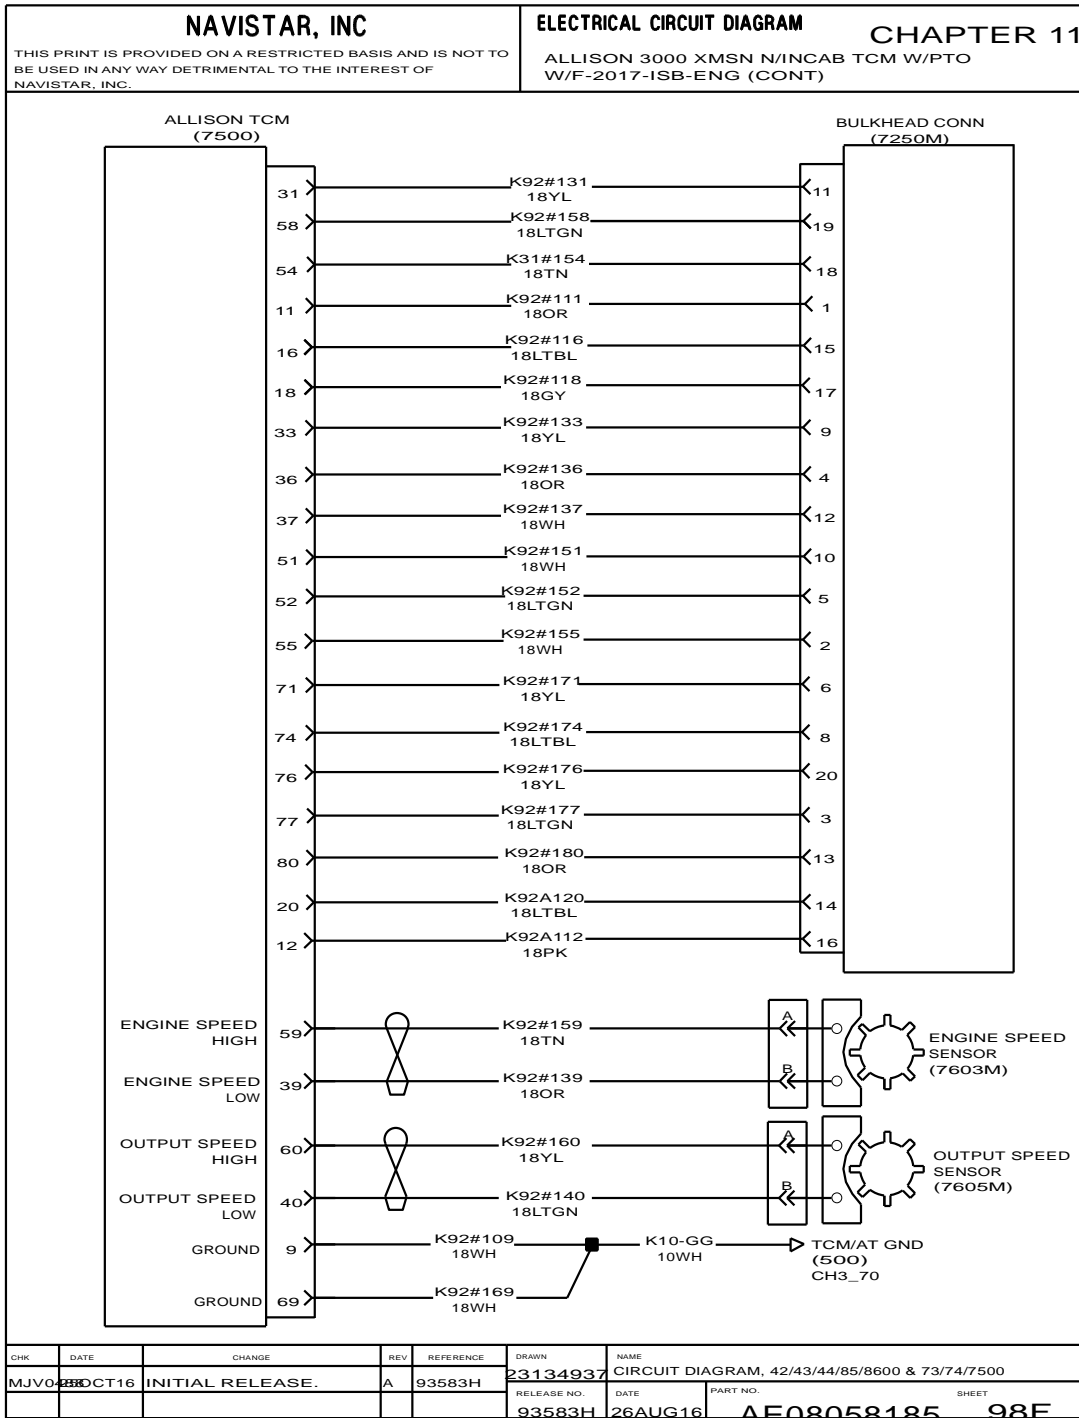 NAVISTAR, INC
THIS PRINT IS PROVIDED ON A RESTRICTED BASIS AND IS NOT TO
BE USED IN ANY WAY DETRIMENTAL TO THE INTEREST OF
NAVISTAR, INC.
ELECTRICAL CIRCUIT DIAGRAM
CHAPTER 11
ALLISON 3000 XMSN N/INCAB TCM W/PTO
W/F-2017-ISB-ENG (CONT)
ALLISON TCM
(7500)
BULKHEAD CONN
(7250M)
31 K92#131 11
18YL
58 K92#158 19
18LTGN
54 K31#154 18
18TN
11 K92#111 1
18OR
16 K92#116 15
18LTBL
18 K92#118 17
18GY
33 K92#133 9
18YL
36 K92#136 4
18OR
37 K92#137 12
18WH
51 K92#151 10
18WH
52 K92#152 5
18LTGN
55 K92#155 2
18WH
71 K92#171 6
18YL
74 K92#174 8
18LTBL
76 K92#176 20
18YL
77 K92#177 3
18LTGN
80 K92#180 13
18OR
20 K92A120 14
18LTBL
12 K92A112 16
18PK
ENGINE SPEED
HIGH
59 K92#159 A
18TN
ENGINE SPEED
LOW
39 K92#139 B
18OR
ENGINE SPEED
SENSOR
(7603M)
OUTPUT SPEED
HIGH
60 K92#160 A
18YL
OUTPUT SPEED
LOW
40 K92#140 B
18LTGN
OUTPUT SPEED
SENSOR
(7605M)
GROUND 9 K92#109
18WH
K10-GG
10WH
TCM/AT GND
(500)
CH3_70
GROUND 69 K92#169
18WH
CHK DATE CHANGE REV REFERENCE
INITIAL RELEASE. A 93583H
DRAWN
23134937
NAME
CIRCUIT DIAGRAM, 42/43/44/85/8600 & 73/74/7500
RELEASE NO. DATE PART NO. SHEET
93583H 26AUG16 AE08058185 98F